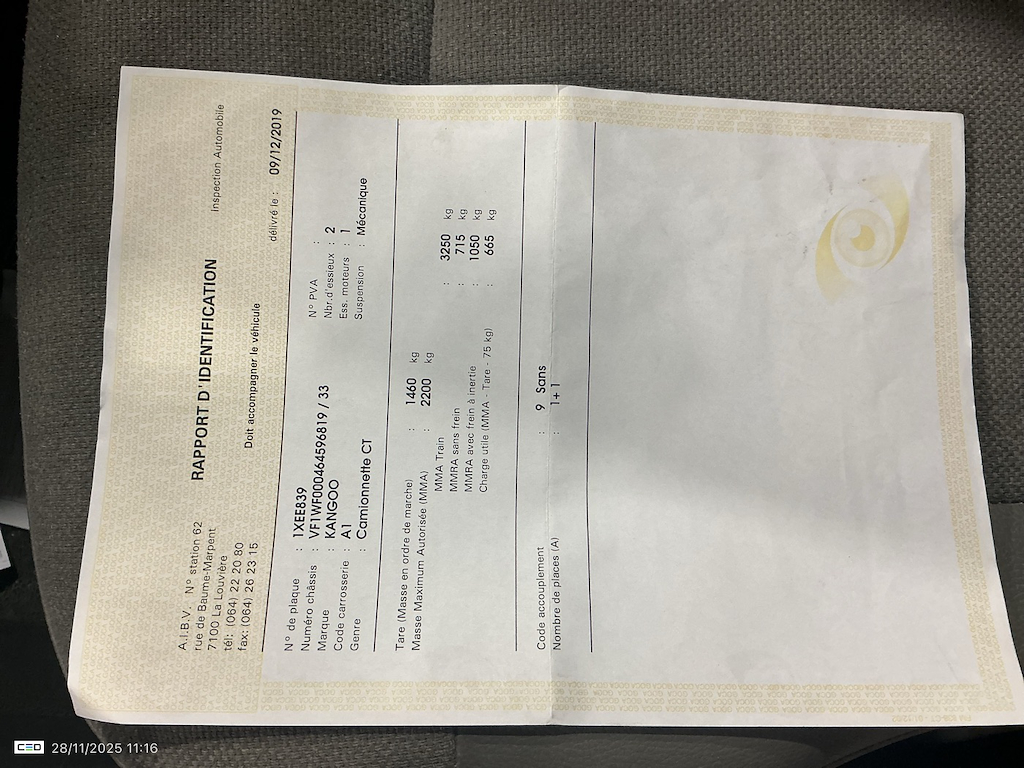 A.I.B.V. N° station 62
rue de Baume-Marpent
7100 La Louvière
tél: (064) 22 20 80
fax: (064) 26 23 15
Inspection Automobile
RAPPORT D'IDENTIFICATION
Doit accompagner le véhicule
délivré le : 09/12/2019
N° de plaque : 1XEE839
Numéro châssis : VF1WF000464596819 / 33 N° PVA :
Marque : KANGOO Nbr.d'essieux : 2
Code carrosserie : A1 Ess. moteurs : 1
Genre : Camionnette CT Suspension : Mécanique
Tare (Masse en ordre de marche) : 1460 kg
Masse Maximum Autorisée (MMA) : 2200 kg
MMA Train : 3250 kg
MMRA sans frein : 715 kg
MMRA avec frein à inertie : 1050 kg
Charge utile (MMA - Tare - 75 kg) : 665 kg
Code accouplement : 9 Sans
Nombre de places (A) : 1+ 1
CEO 28/11/2025 11:16